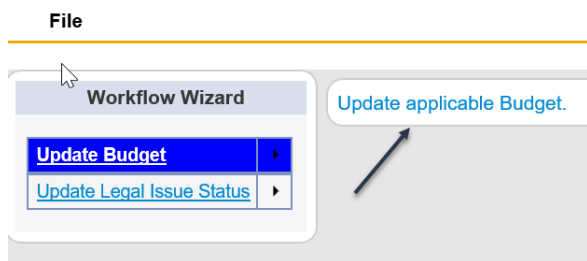 File
Workflow Wizard
Update applicable Budget.
Update Budget
Update Legal Issue Status